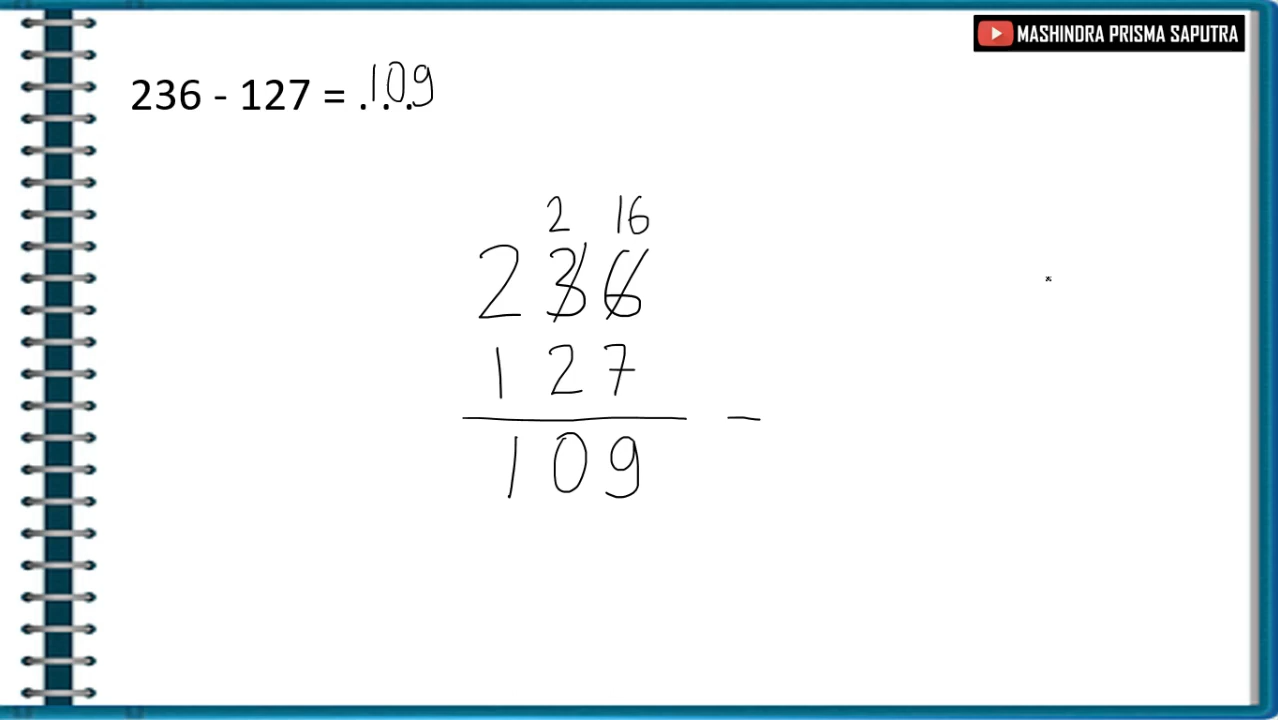 MASHINDRA PRISMA SAPUTRA
236 - 127 = ...109
2 16
236
127
-
109